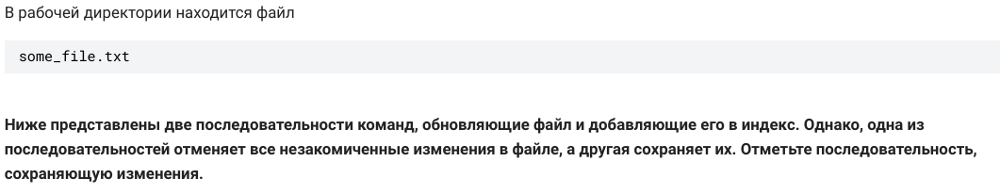 В рабочей директории находится файл
some_file.txt
Ниже представлены две последовательности команд, обновляющие файл и добавляющие его в индекс. Однако, одна из
последовательностей отменяет все незакомиченные изменения в файле, а другая сохраняет их. Отметьте последовательность,
сохраняющую изменения.